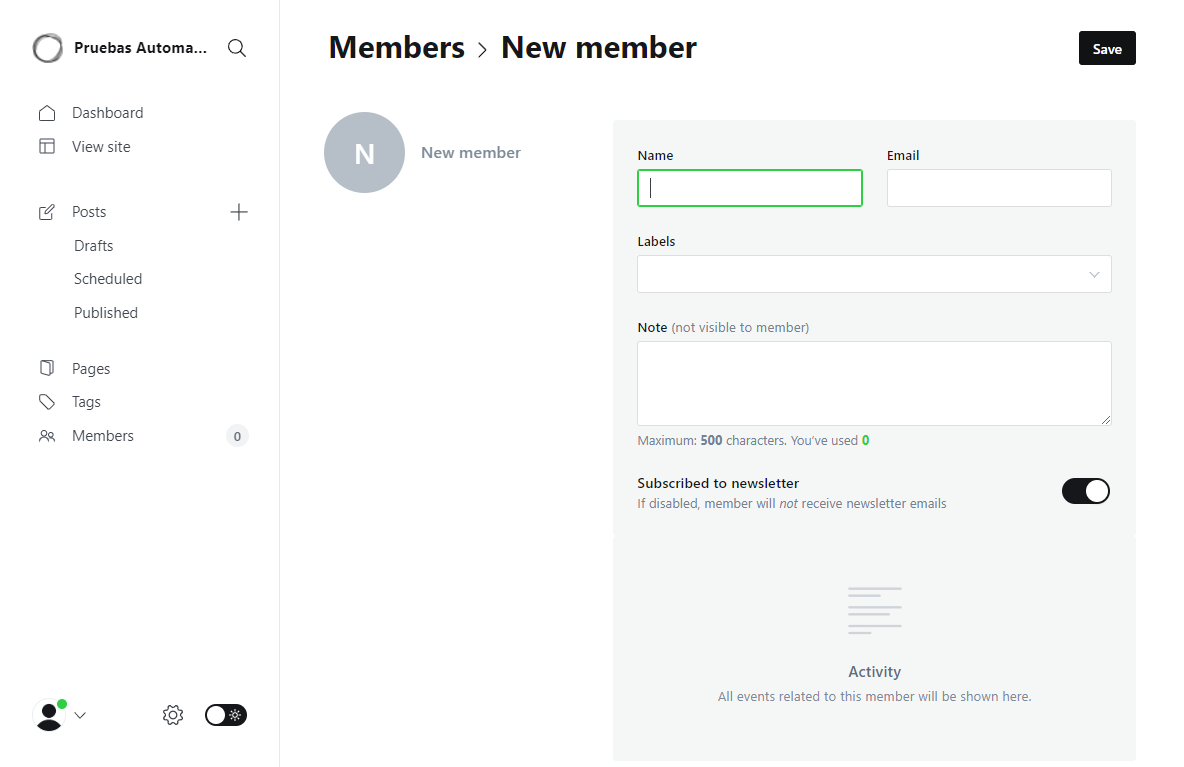 Pruebas Automa...
Dashboard
View site
Posts
Drafts
Scheduled
Published
Pages
Tags
Members 0
Members > New member
Save
N
New member
Name Email
Labels
Note (not visible to member)
Maximum: 500 characters. You've used 0
Subscribed to newsletter
If disabled, member will not receive newsletter emails
Activity
All events related to this member will be shown here.